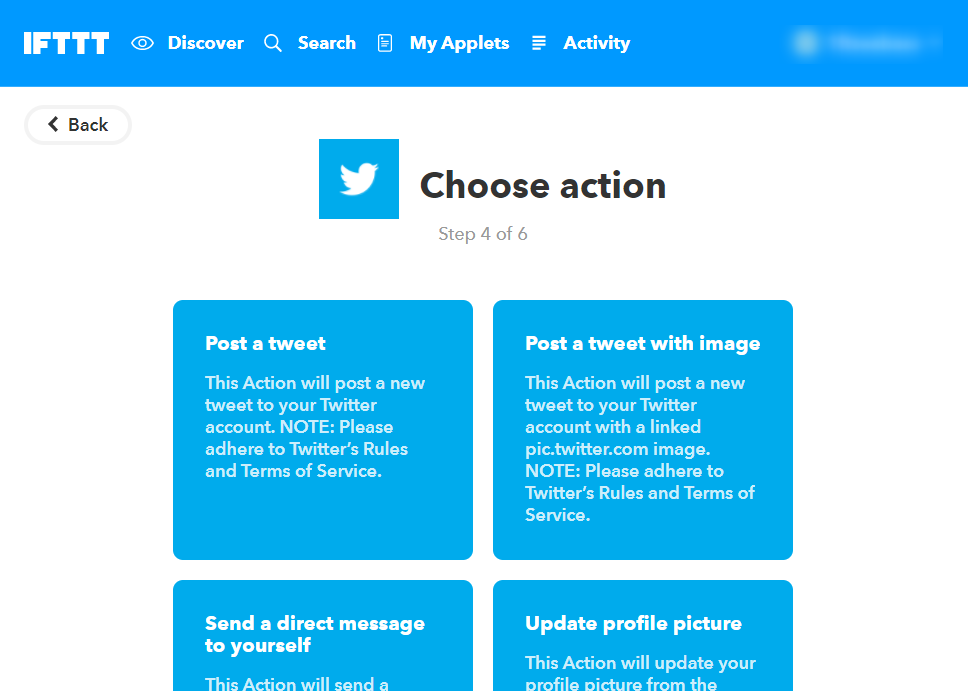 IFTTT Discover Search My Applets Activity
Back
Choose action
Step 4 of 6
Post a tweet
This Action will post a new
tweet to your Twitter
account. NOTE: Please
adhere to Twitter’s Rules
and Terms of Service.
Post a tweet with image
This Action will post a new
tweet to your Twitter
account with a linked
pic.twitter.com image.
NOTE: Please adhere to
Twitter’s Rules and Terms of
Service.
Send a direct message
to yourself
This Action will send a
Update profile picture
This Action will update your
profile picture from the